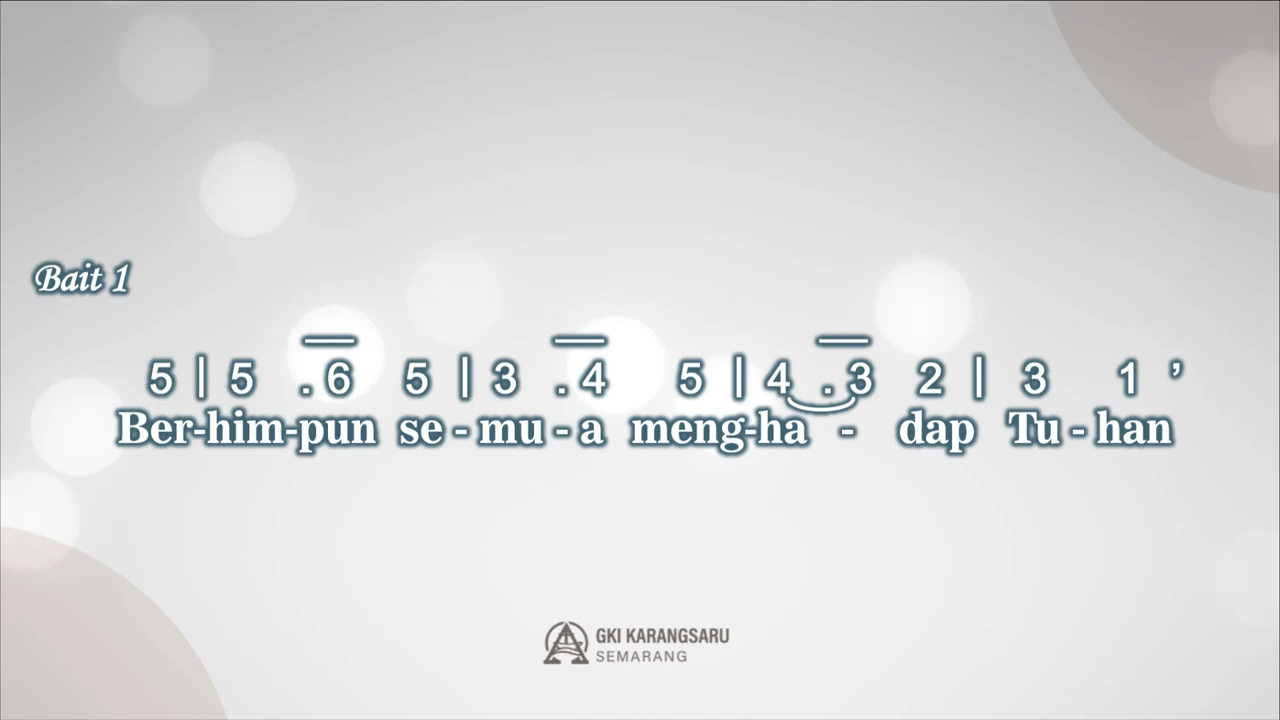 Bait 1
5 | 5 . 6 5 | 3 . 4 5 | 4 . 3 2 | 3 1 ’
Ber-him-pun se - mu - a meng-ha - dap Tu - han
GKI KARANGSARU
SEMARANG